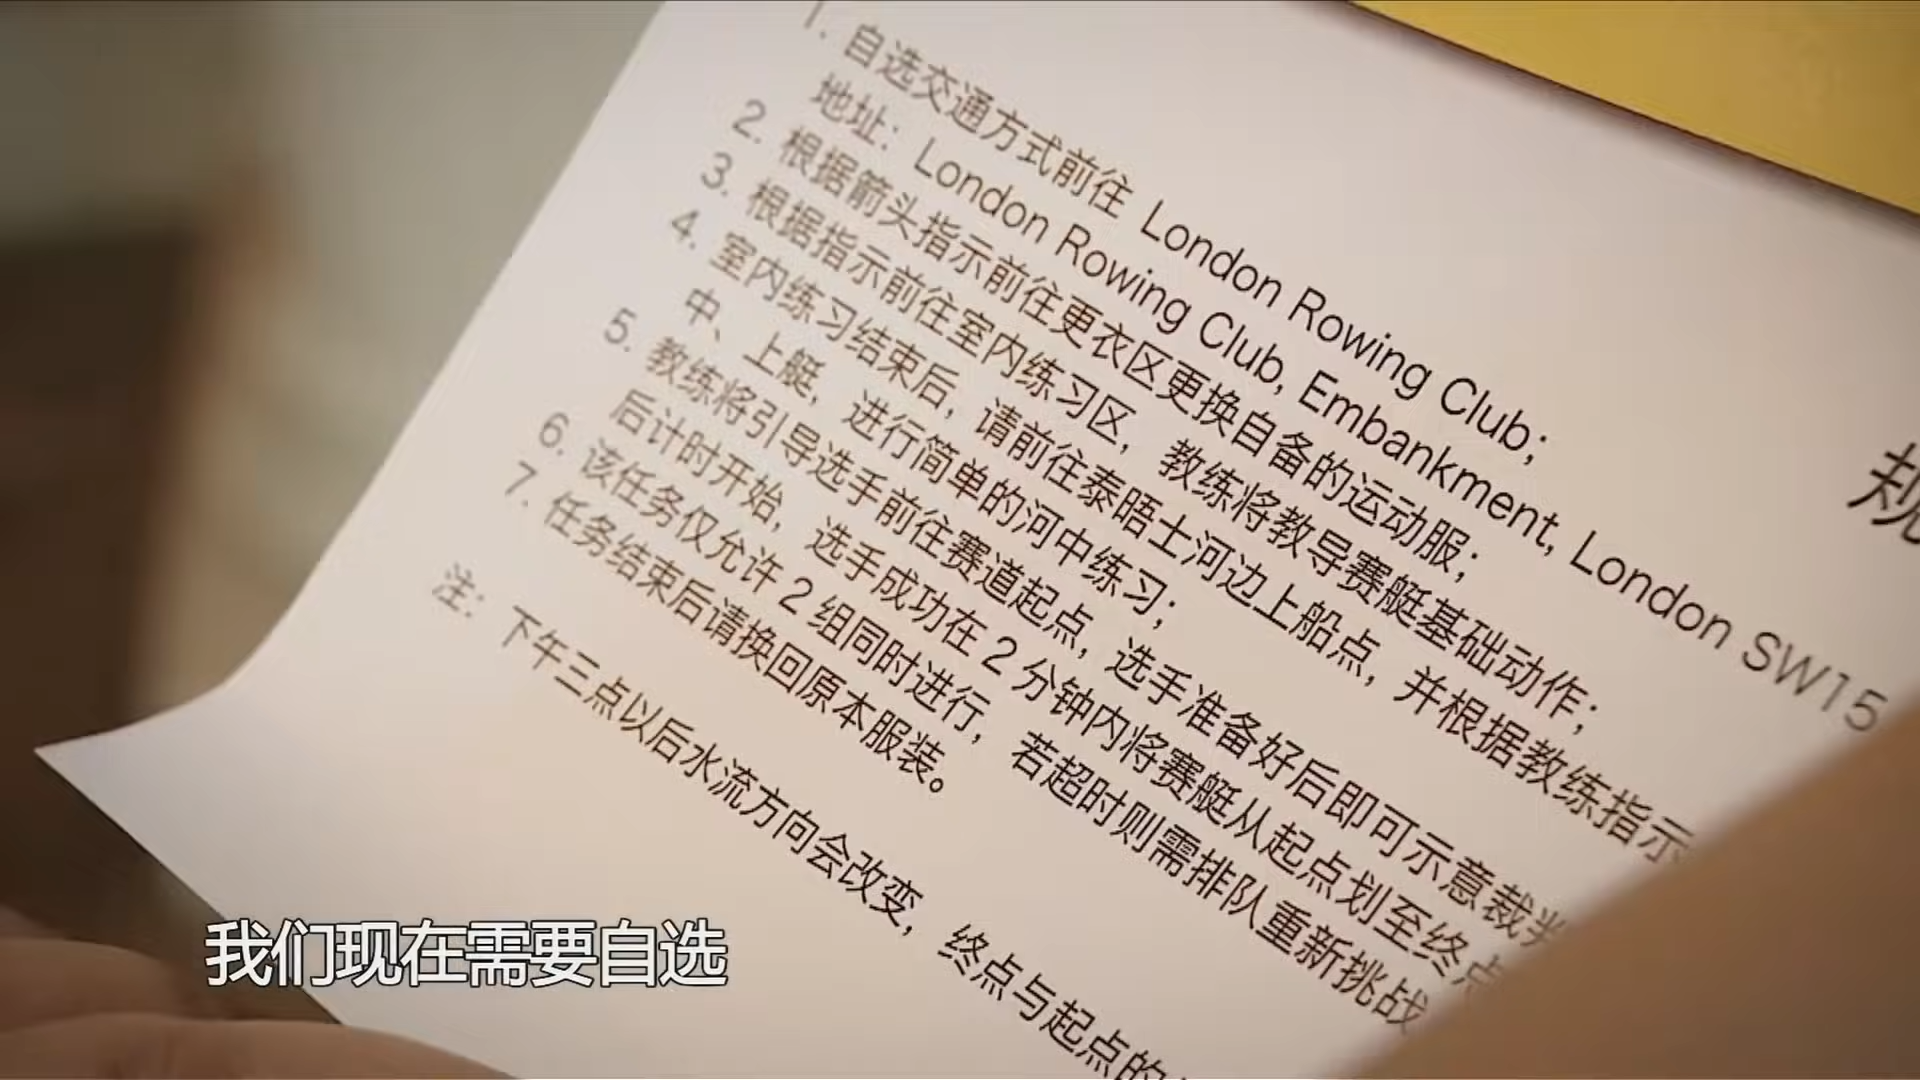 规
1. 自选交通方式前往 London Rowing Club；
地址：London Rowing Club, Embankment, London SW15
2. 根据箭头指示前往更衣区更换自备的运动服；
3. 根据指示前往室内练习区，教练将教导赛艇基础动作；
4. 室内练习结束后，请前往泰晤士河边上船点，并根据教练指示
中、上艇，进行简单的河中练习；
5. 教练将引导选手前往赛道起点，选手准备好后即可示意裁判
后计时开始，选手成功在 2 分钟内将赛艇从起点划至终点
6. 该任务仅允许 2 组同时进行，若超时则需排队重新挑战
7. 任务结束后请换回原本服装。
注：下午三点以后水流方向会改变，终点与起点的
我们现在需要自选